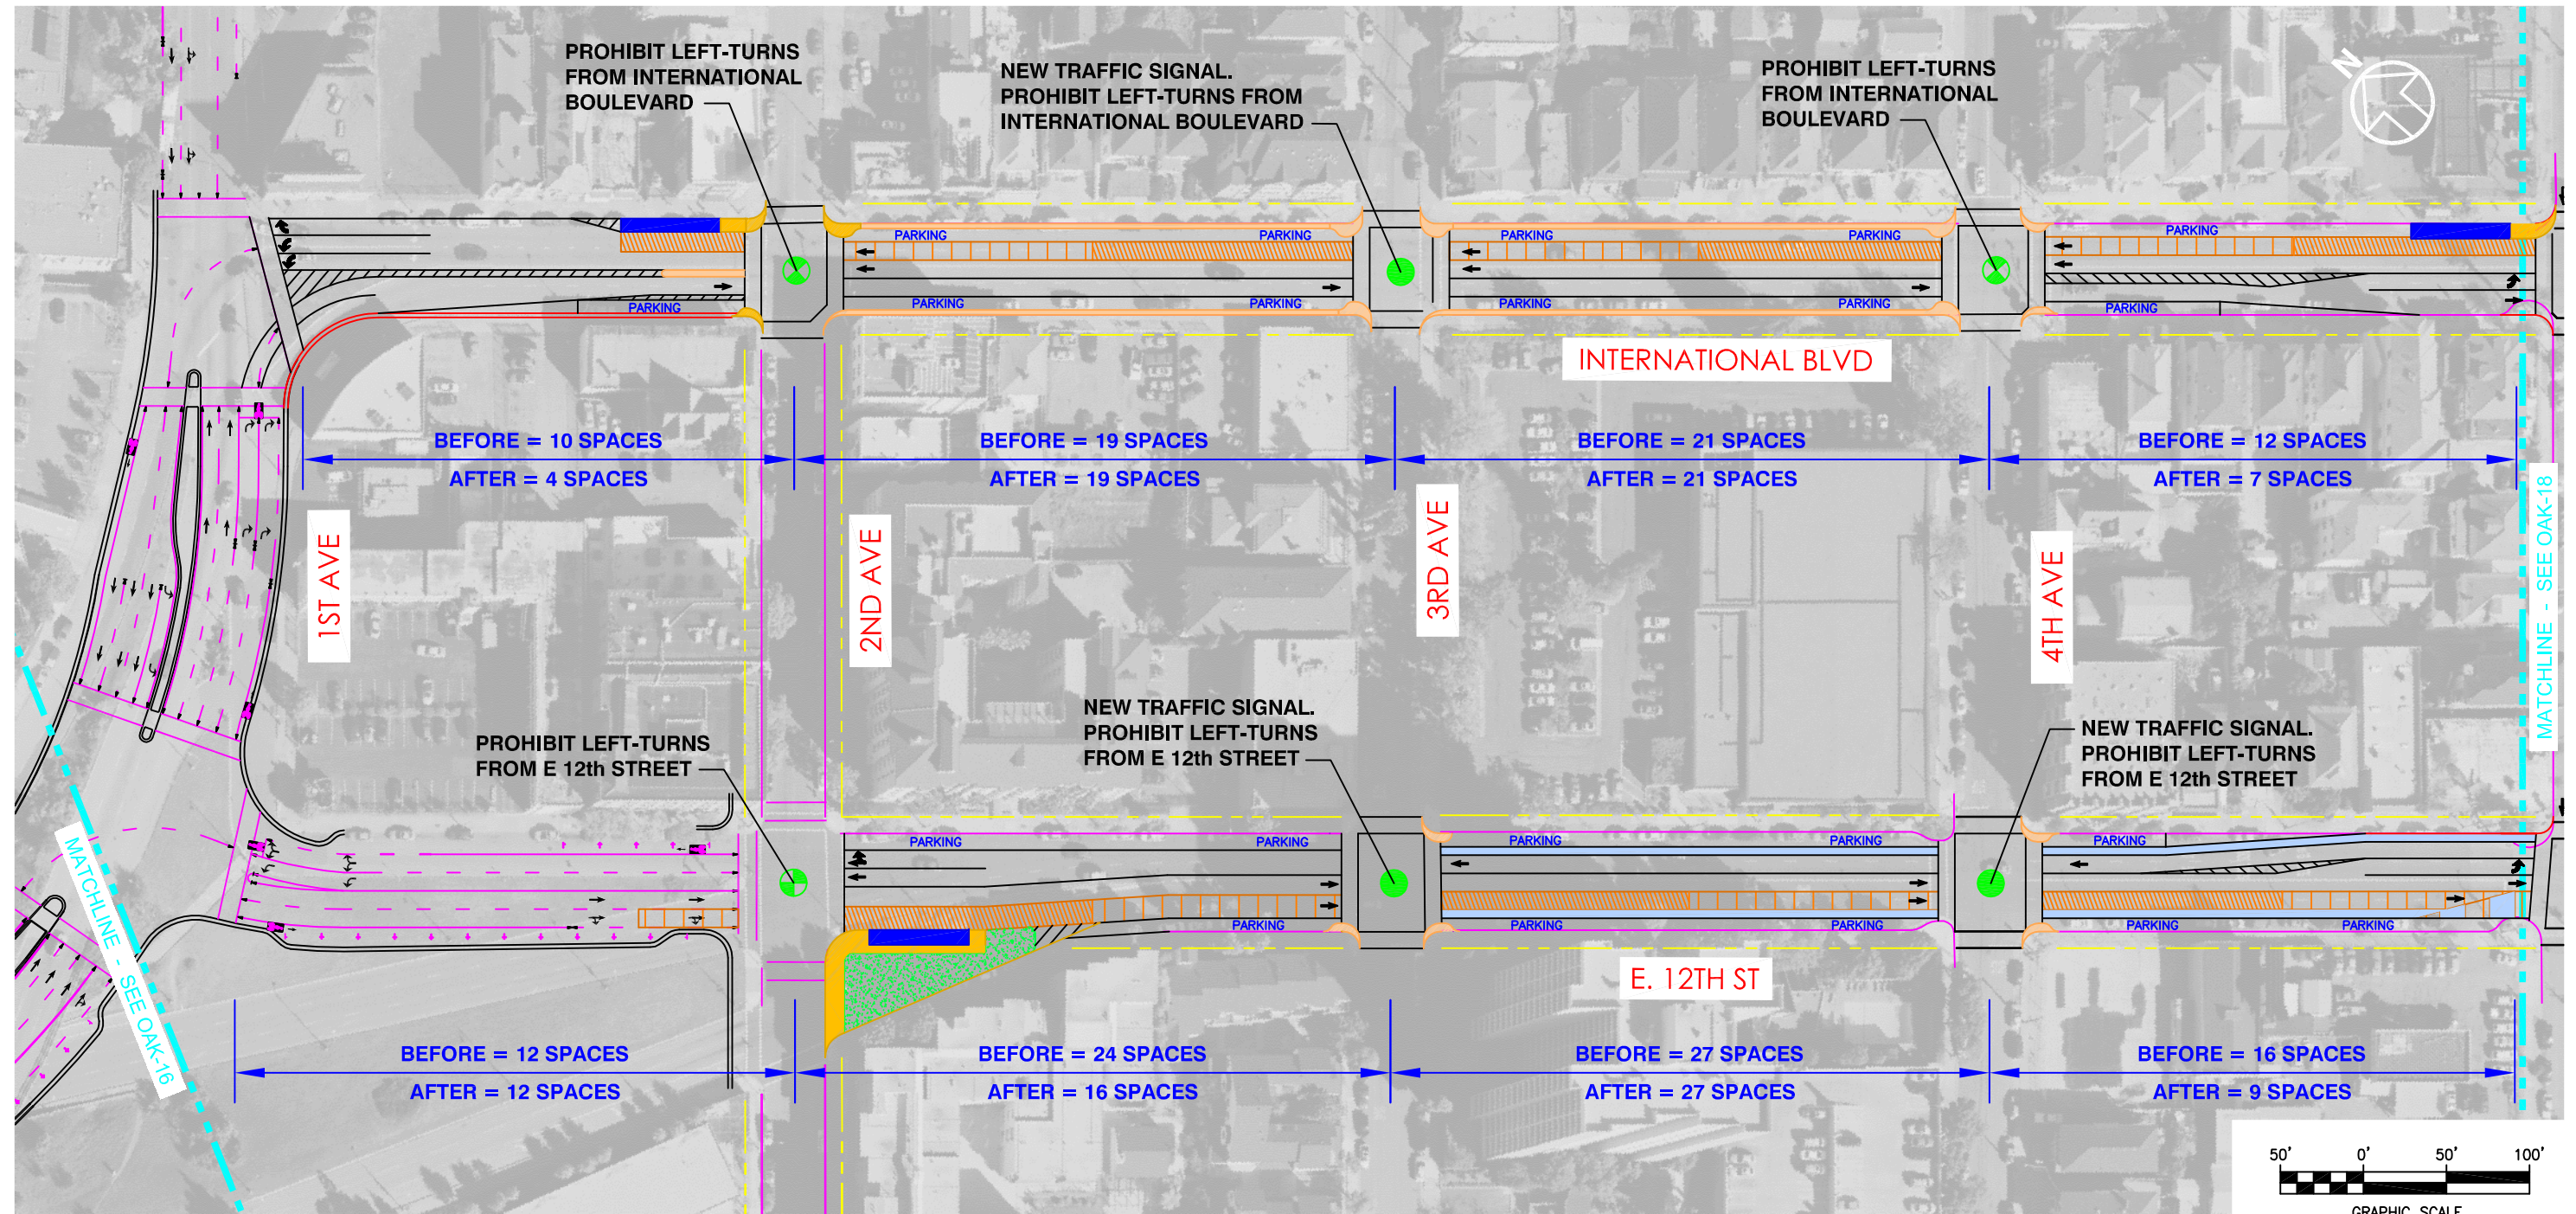 PROHIBIT LEFT-TURNS
FROM INTERNATIONAL
BOULEVARD
NEW TRAFFIC SIGNAL.
PROHIBIT LEFT-TURNS FROM
INTERNATIONAL BOULEVARD
PROHIBIT LEFT-TURNS
FROM INTERNATIONAL
BOULEVARD
N
PARKING
PARKING
PARKING
PARKING
PARKING
PARKING
PARKING
PARKING
PARKING
PARKING
PARKING
INTERNATIONAL BLVD
BEFORE = 10 SPACES
AFTER = 4 SPACES
BEFORE = 19 SPACES
AFTER = 19 SPACES
BEFORE = 21 SPACES
AFTER = 21 SPACES
BEFORE = 12 SPACES
AFTER = 7 SPACES
1ST AVE
2ND AVE
3RD AVE
4TH AVE
MATCHLINE - SEE OAK-18
PROHIBIT LEFT-TURNS
FROM E 12th STREET
NEW TRAFFIC SIGNAL.
PROHIBIT LEFT-TURNS
FROM E 12th STREET
NEW TRAFFIC SIGNAL.
PROHIBIT LEFT-TURNS
FROM E 12th STREET
MATCHLINE - SEE OAK-16
PARKING
PARKING
PARKING
PARKING
PARKING
PARKING
PARKING
PARKING
PARKING
PARKING
E. 12TH ST
BEFORE = 12 SPACES
AFTER = 12 SPACES
BEFORE = 24 SPACES
AFTER = 16 SPACES
BEFORE = 27 SPACES
AFTER = 27 SPACES
BEFORE = 16 SPACES
AFTER = 9 SPACES
50' 0' 50' 100'
GRAPHIC SCALE